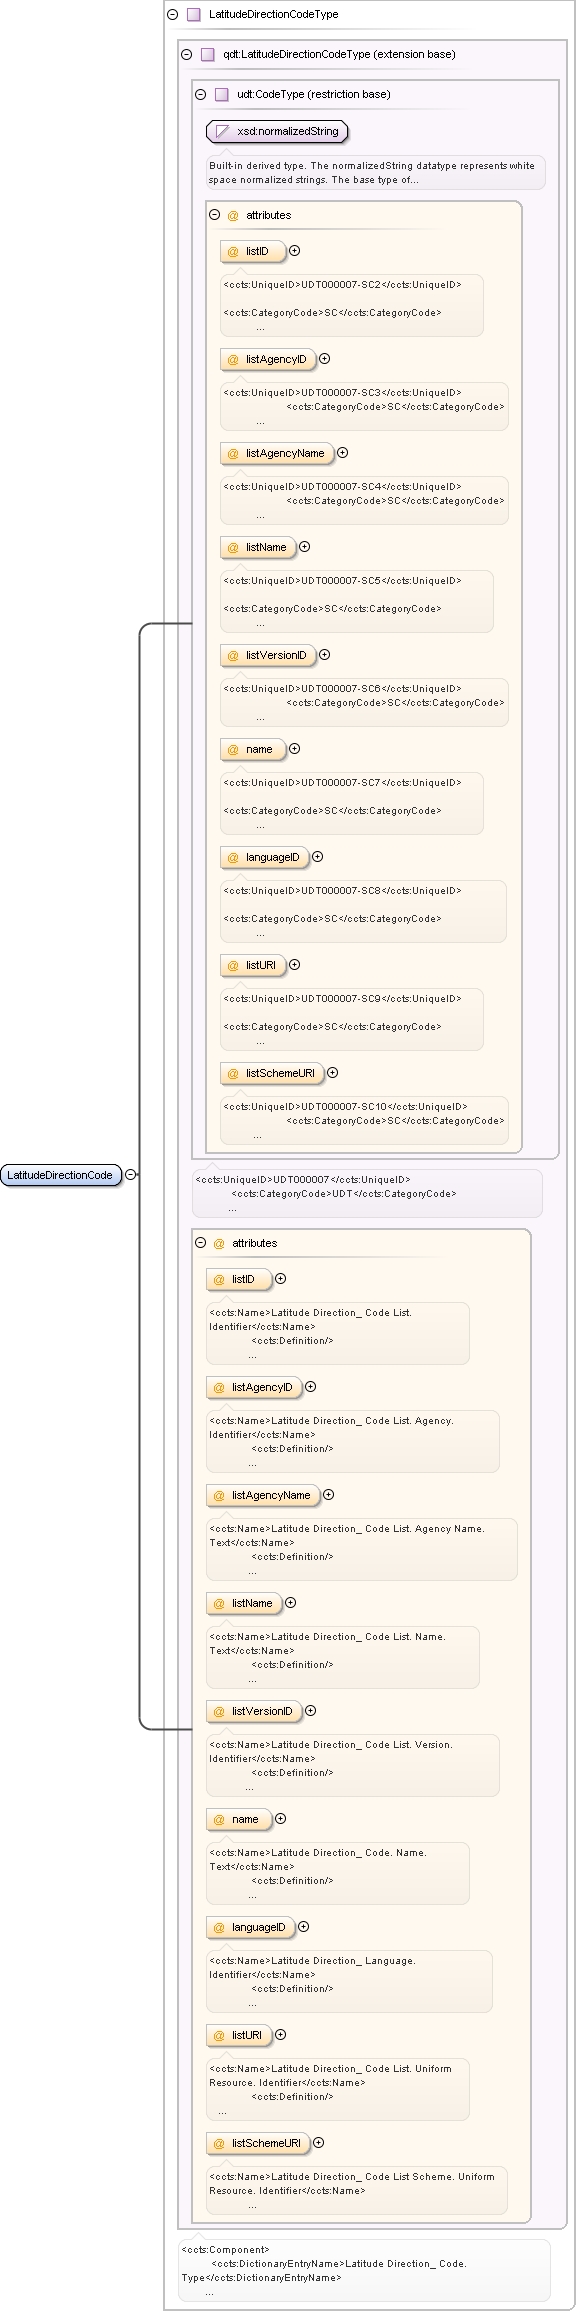 LatitudeDirectionCodeType
qdt:LatitudeDirectionCodeType (extension base)
udt:CodeType (restriction base)
xsd:normalizedString
Built-in derived type. The normalizedString datatype represents white
space normalized strings. The base type of...
@ attributes
@ listID
<ccts:UniqueID>UDT000007-SC2</ccts:UniqueID>
<ccts:CategoryCode>SC</ccts:CategoryCode>
...
@ listAgencyID
<ccts:UniqueID>UDT000007-SC3</ccts:UniqueID>
<ccts:CategoryCode>SC</ccts:CategoryCode>
...
@ listAgencyName
<ccts:UniqueID>UDT000007-SC4</ccts:UniqueID>
<ccts:CategoryCode>SC</ccts:CategoryCode>
...
@ listName
<ccts:UniqueID>UDT000007-SC5</ccts:UniqueID>
<ccts:CategoryCode>SC</ccts:CategoryCode>
...
@ listVersionID
<ccts:UniqueID>UDT000007-SC6</ccts:UniqueID>
<ccts:CategoryCode>SC</ccts:CategoryCode>
...
@ name
<ccts:UniqueID>UDT000007-SC7</ccts:UniqueID>
<ccts:CategoryCode>SC</ccts:CategoryCode>
...
@ languageID
<ccts:UniqueID>UDT000007-SC8</ccts:UniqueID>
<ccts:CategoryCode>SC</ccts:CategoryCode>
...
@ listURI
<ccts:UniqueID>UDT000007-SC9</ccts:UniqueID>
<ccts:CategoryCode>SC</ccts:CategoryCode>
...
@ listSchemeURI
<ccts:UniqueID>UDT000007-SC10</ccts:UniqueID>
<ccts:CategoryCode>SC</ccts:CategoryCode>
...
LatitudeDirectionCode
<ccts:UniqueID>UDT000007</ccts:UniqueID>
<ccts:CategoryCode>UDT</ccts:CategoryCode>
...
@ attributes
@ listID
<ccts:Name>Latitude Direction_ Code List.
Identifier</ccts:Name>
<ccts:Definition/>
...
@ listAgencyID
<ccts:Name>Latitude Direction_ Code List. Agency.
Identifier</ccts:Name>
<ccts:Definition/>
...
@ listAgencyName
<ccts:Name>Latitude Direction_ Code List. Agency Name.
Text</ccts:Name>
<ccts:Definition/>
...
@ listName
<ccts:Name>Latitude Direction_ Code List. Name.
Text</ccts:Name>
<ccts:Definition/>
...
@ listVersionID
<ccts:Name>Latitude Direction_ Code List. Version.
Identifier</ccts:Name>
<ccts:Definition/>
...
@ name
<ccts:Name>Latitude Direction_ Code. Name.
Text</ccts:Name>
<ccts:Definition/>
...
@ languageID
<ccts:Name>Latitude Direction_ Language.
Identifier</ccts:Name>
<ccts:Definition/>
...
@ listURI
<ccts:Name>Latitude Direction_ Code List. Uniform
Resource. Identifier</ccts:Name>
<ccts:Definition/>
...
@ listSchemeURI
<ccts:Name>Latitude Direction_ Code List Scheme. Uniform
Resource. Identifier</ccts:Name>
...
<ccts:Component>
<ccts:DictionaryEntryName>Latitude Direction_ Code.
Type</ccts:DictionaryEntryName>
...